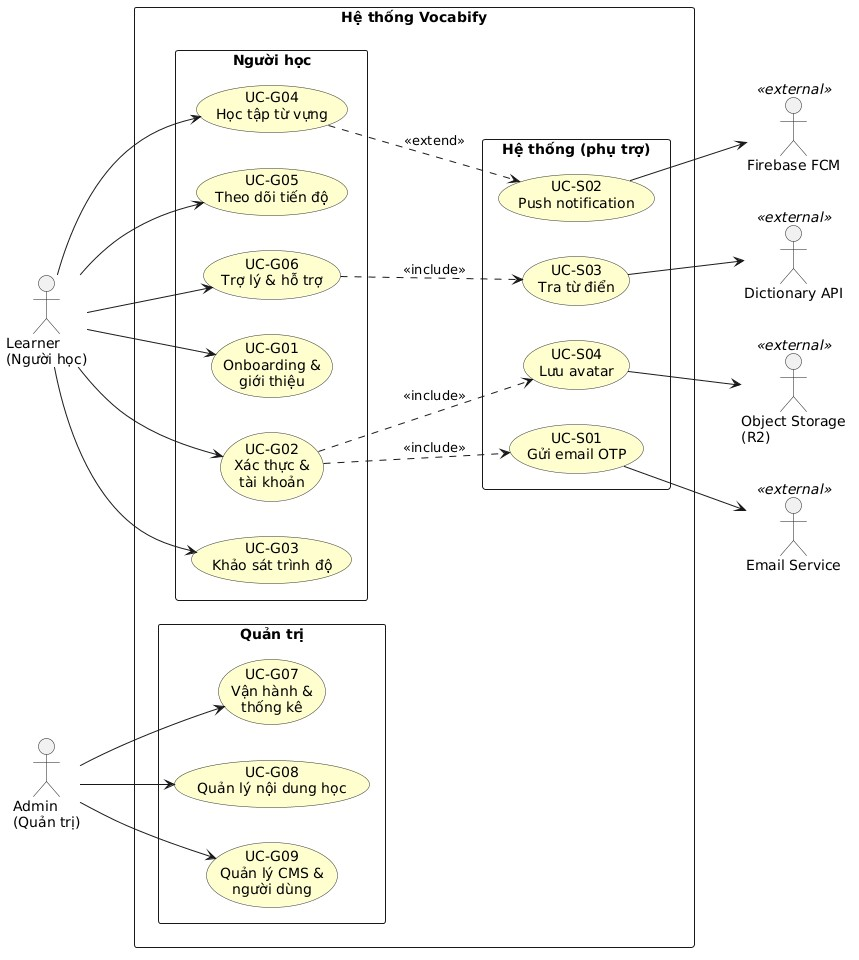 Hệ thống Vocabify
Người học
UC-G04
Học tập từ vựng
UC-G05
Theo dõi tiến độ
UC-G06
Trợ lý & hỗ trợ
UC-G01
Onboarding &
giới thiệu
UC-G02
Xác thực &
tài khoản
UC-G03
Khảo sát trình độ
Learner
(Người học)
«extend»
«include»
«include»
«include»
Hệ thống (phụ trợ)
UC-S02
Push notification
UC-S03
Tra từ điển
UC-S04
Lưu avatar
UC-S01
Gửi email OTP
«external»
Firebase FCM
«external»
Dictionary API
«external»
Object Storage
(R2)
«external»
Email Service
Quản trị
UC-G07
Vận hành &
thống kê
UC-G08
Quản lý nội dung học
UC-G09
Quản lý CMS &
người dùng
Admin
(Quản trị)